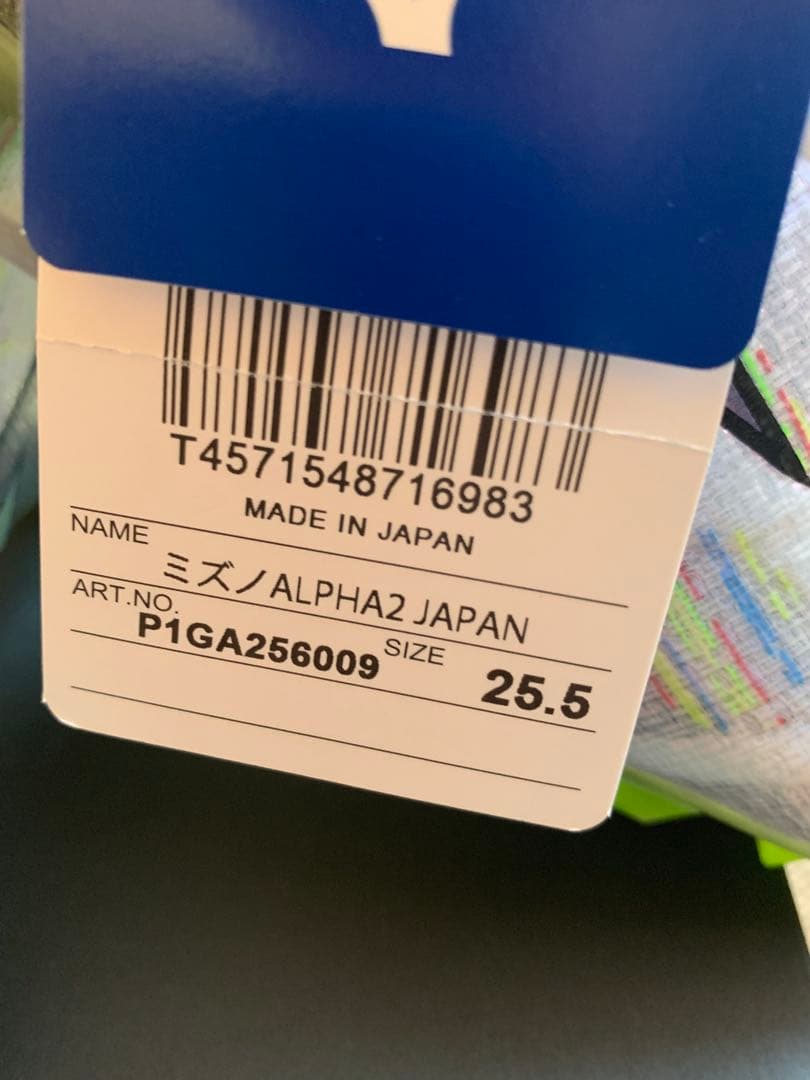 T4571548716983
MADE IN JAPAN
NAME
ミズノALPHA2 JAPAN
ART.NO.
P1GA256009
SIZE
25.5